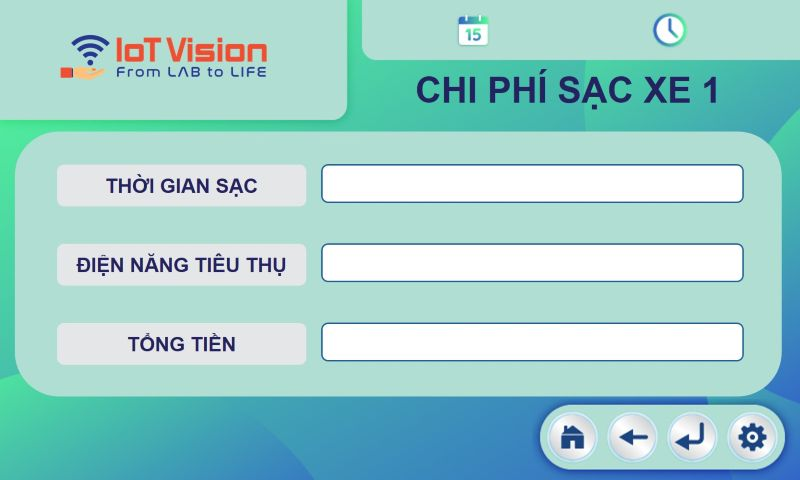 IoT Vision
From LAB to LIFE
15
CHI PHÍ SẠC XE 1
THỜI GIAN SẠC
ĐIỆN NĂNG TIÊU THỤ
TỔNG TIỀN